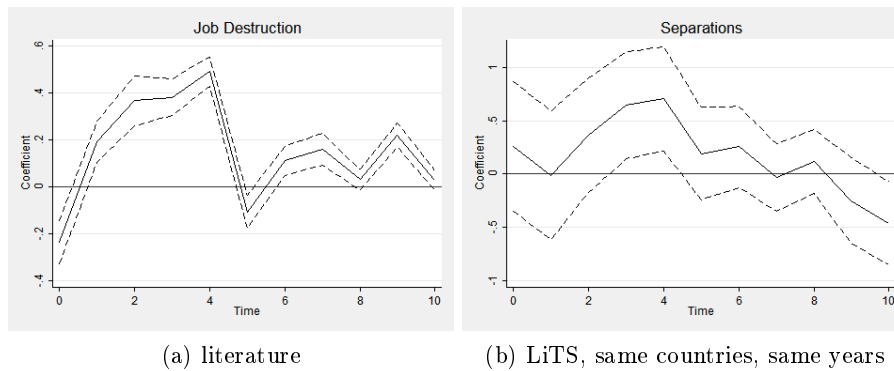 Job Destruction
Coefficient
.6
.4
.2
0
-.2
-.4
0 2 4 6 8 10
Time
(a) literature
Separations
Coefficient
1
.5
0
-.5
-1
0 2 4 6 8 10
Time
(b) LiTS, same countries, same years